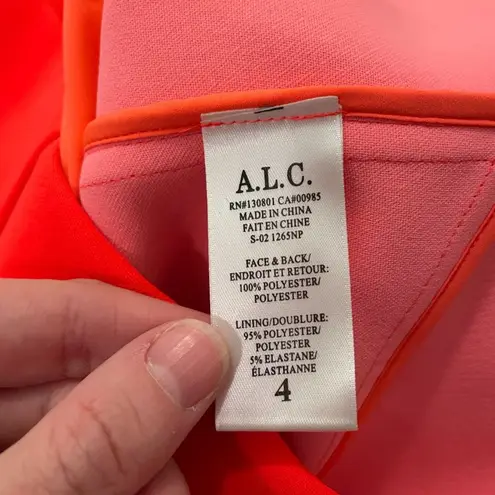 A.L.C.
RN#130801 CA#00985
MADE IN CHINA
FAIT EN CHINE
S-02 1265NP
FACE & BACK/
ENDROIT ET RETOUR:
100% POLYESTER/
POLYESTER
LINING/DOUBLURE:
95% POLYESTER/
POLYESTER
5% ELASTANE/
ÉLASTHANNE
4